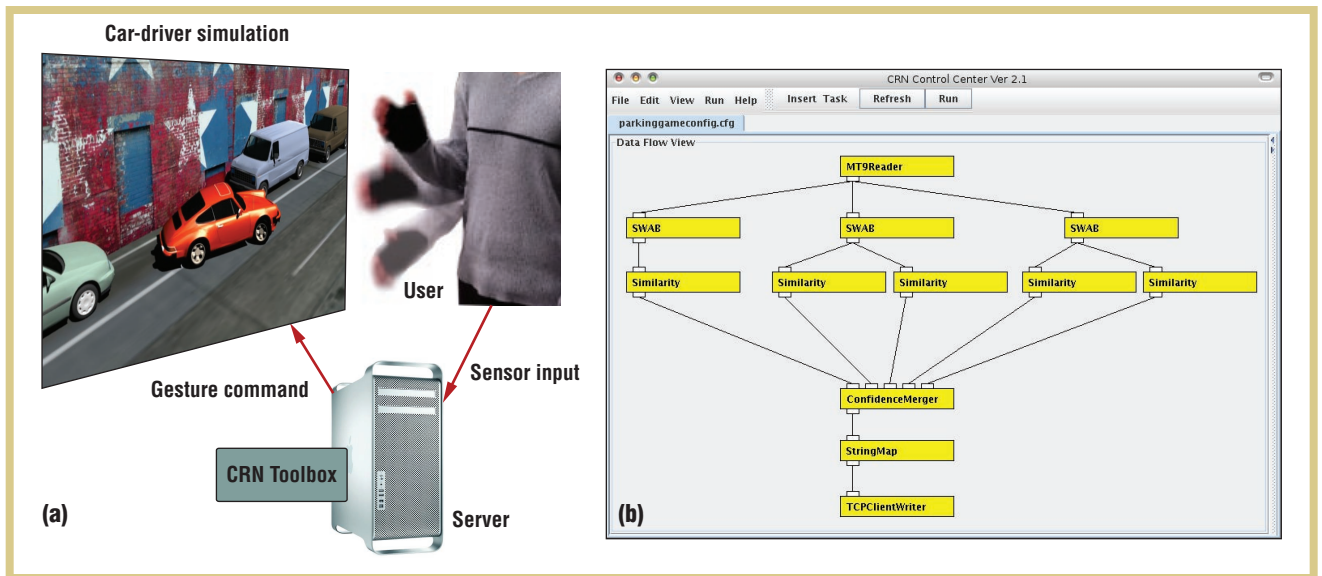 Car-driver simulation
User
Sensor input
Gesture command
CRN Toolbox
Server
(a)
CRN Control Center Ver 2.1
File Edit View Run Help Insert Task Refresh Run
parkinggameconfig.cfg
Data Flow View
MT9Reader
SWAB SWAB SWAB
Similarity Similarity Similarity Similarity Similarity
ConfidenceMerger
StringMap
TCPClientWriter
(b)